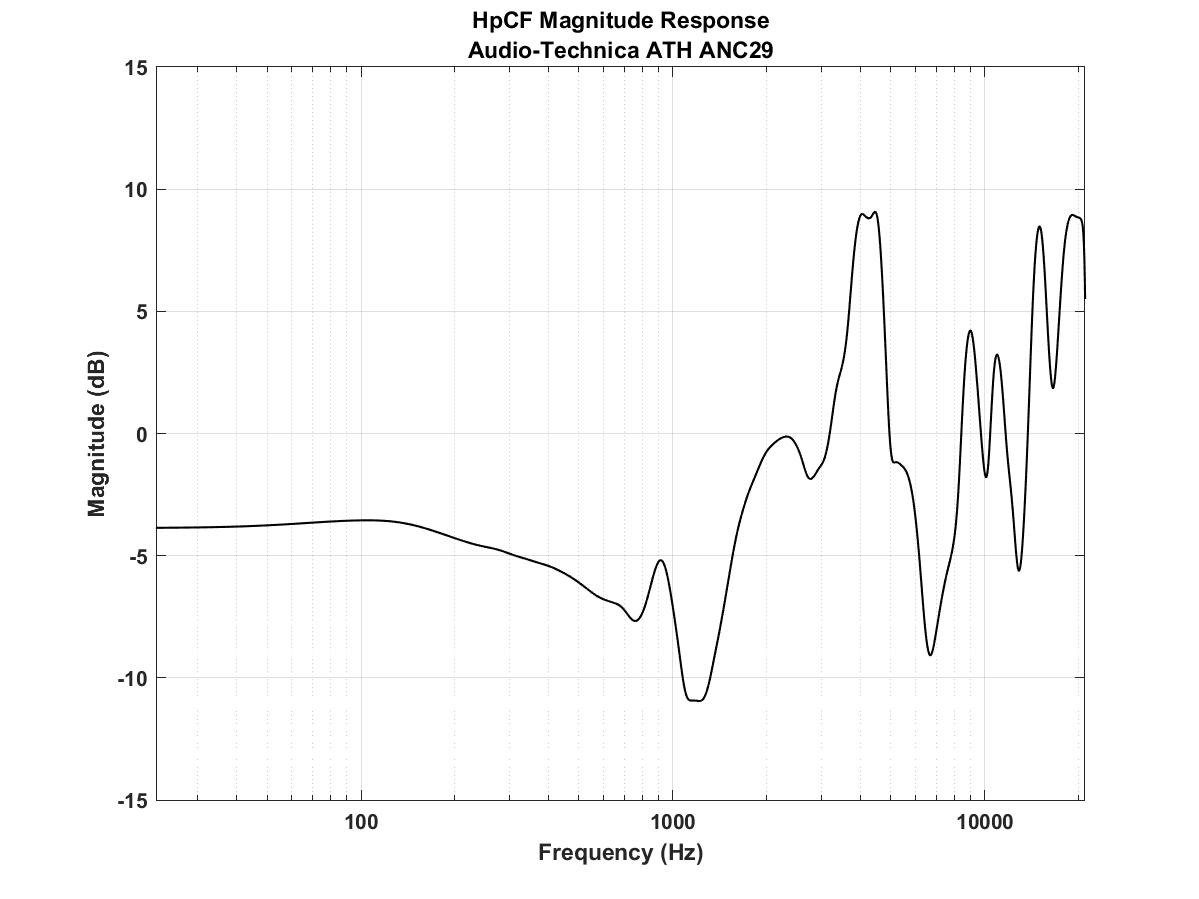 HpCF Magnitude Response
Audio-Technica ATH ANC29
15
10
5
0
-5
-10
-15
Magnitude (dB)
100
1000
10000
Frequency (Hz)